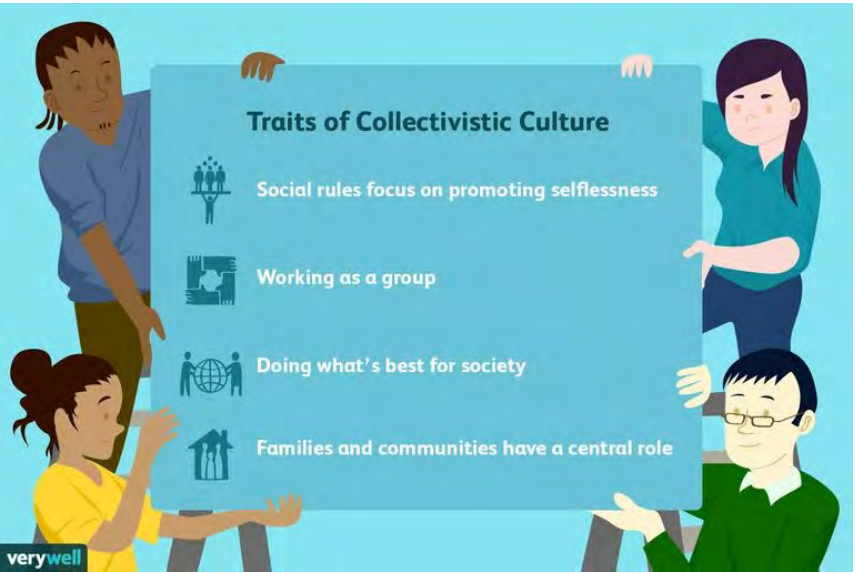 Traits of Collectivistic Culture
Social rules focus on promoting selflessness
Working as a group
Doing what's best for society
Families and communities have a central role
verywell